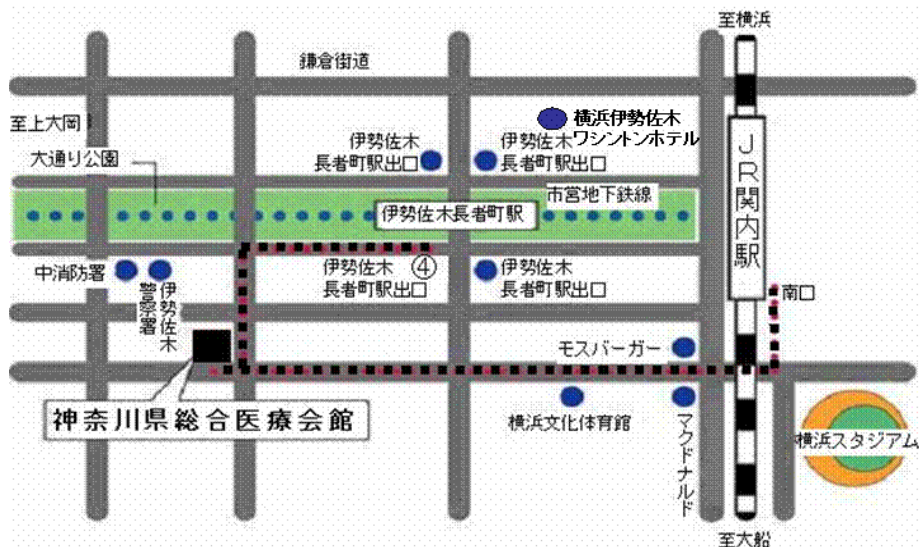 至横浜
鎌倉街道
至上大岡
横浜伊勢佐木
ワシントンホテル
大通り公園
伊勢佐木
長者町駅出口
伊勢佐木
長者町駅出口
JR関内駅
市営地下鉄線
伊勢佐木長者町駅
中消防署
伊勢佐木
警察署
伊勢佐木
長者町駅出口
④
伊勢佐木
長者町駅出口
南口
モスバーガー
神奈川県総合医療会館
横浜文化体育館
マクドナルド
横浜スタジアム
至大船